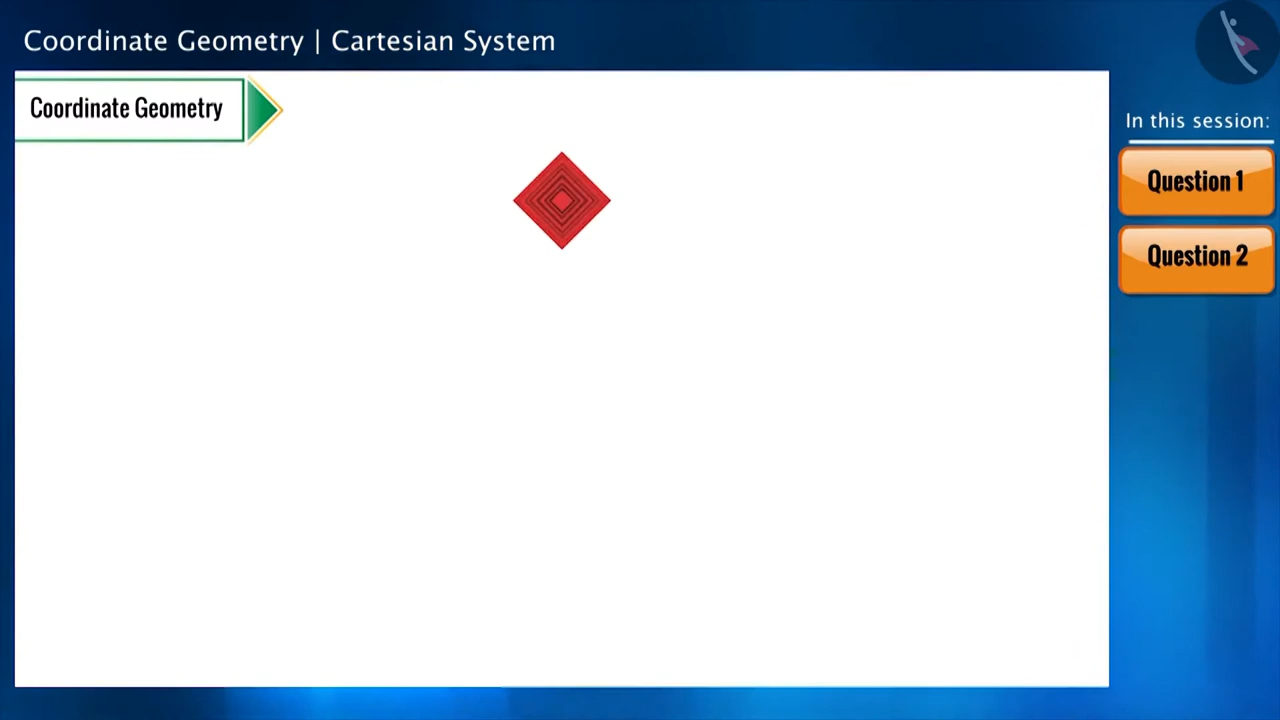 Coordinate Geometry | Cartesian System
Coordinate Geometry
In this session:
Question 1
Question 2